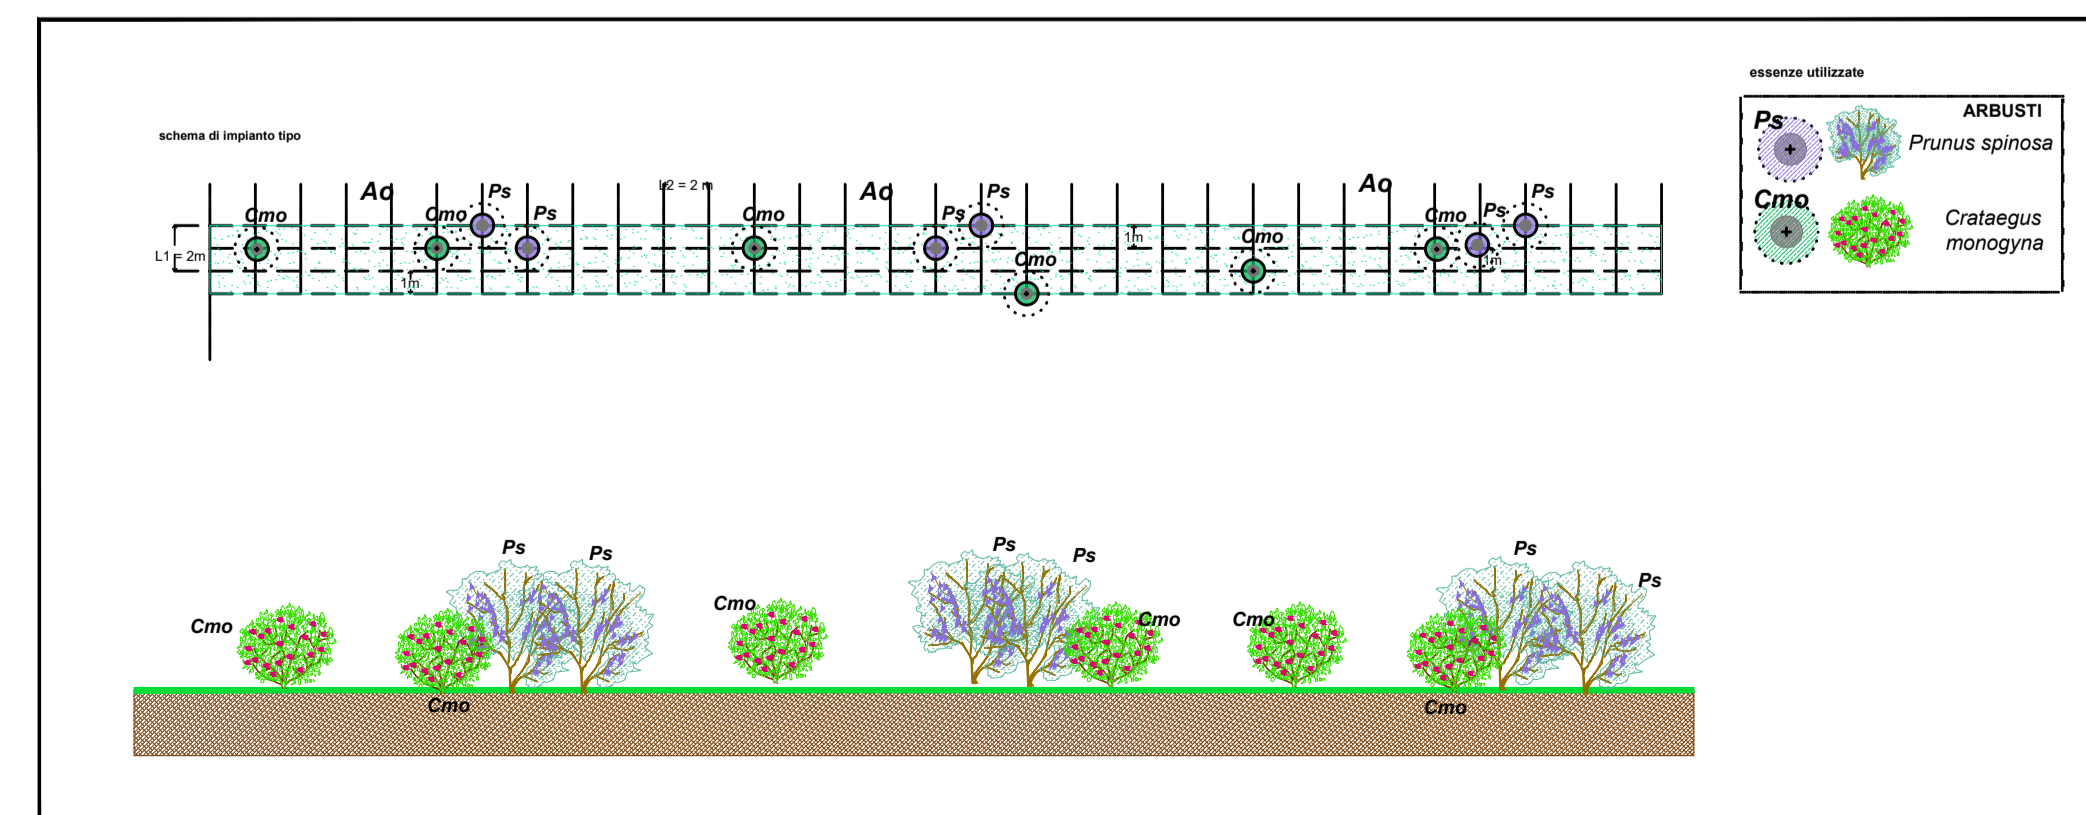 essenze utilizzate
ARBUSTI
Ps
Prunus spinosa
Cmo
Crataegus
monogyna
schema di impianto tipo
Ao
L2 = 2 m
Ao
Ao
Ps
Ps
Ps
Cmo
Cmo
Ps
Cmo
Ps
Cmo
Ps
Cmo
1m
L1 = 2m
Cmo
1m
1m
Ps
Ps
Ps
Ps
Ps
Ps
Cmo
Cmo
Cmo
Cmo
Cmo
Cmo